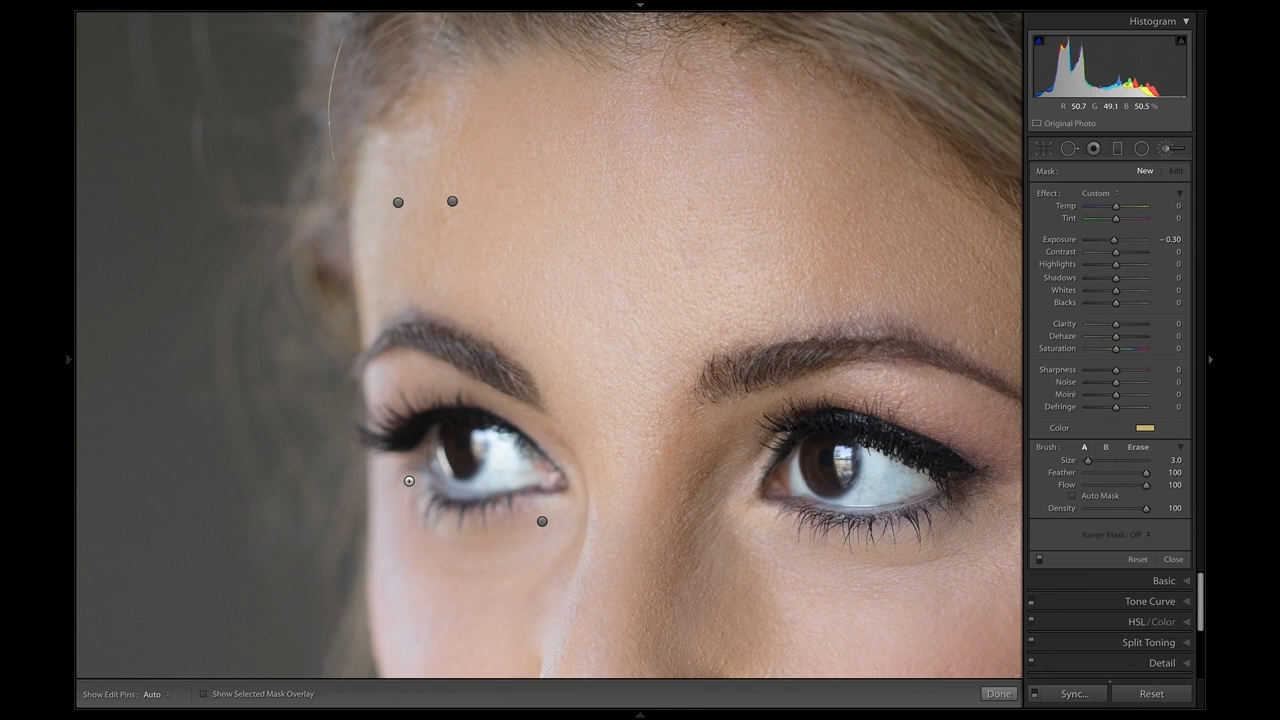 Histogram
R 50.7 G 49.1 B 50.5 %
Original Photo
Mask : New Edit
Effect : Custom
Temp 0
Tint 0
Exposure – 0.30
Contrast 0
Highlights 0
Shadows 0
Whites 0
Blacks 0
Clarity 0
Dehaze 0
Saturation 0
Sharpness 0
Noise 0
Moiré 0
Defringe 0
Color
Brush : A B Erase
Size 3.0
Feather 100
Flow 100
Auto Mask
Density 100
Range Mask : Off
Reset Close
Basic
Tone Curve
HSL / Color
Split Toning
Detail
Show Edit Pins : Auto Show Selected Mask Overlay Done Sync... Reset